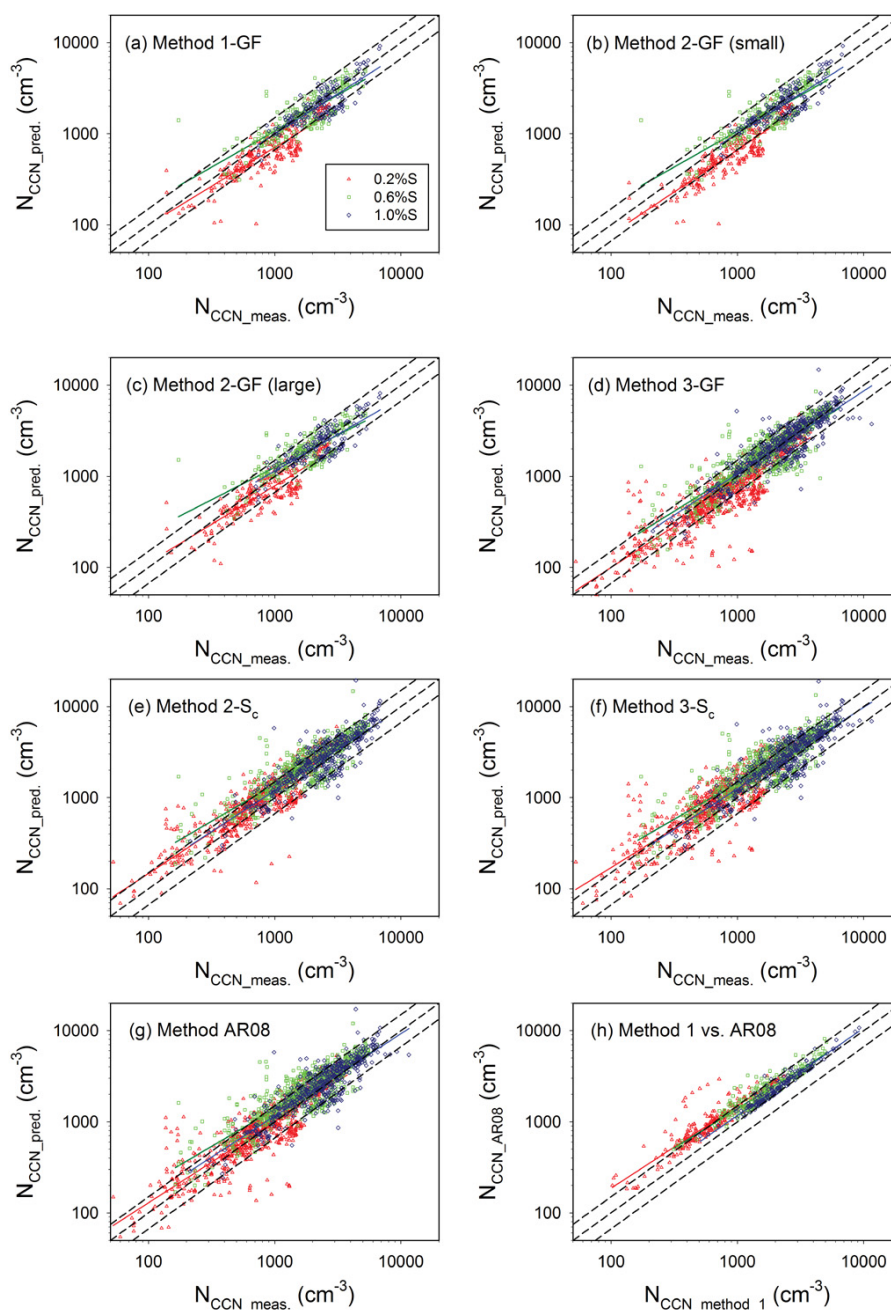 (a) Method 1-GF
N_CCN_pred. (cm^-3)
10000
1000
100
0.2%S
0.6%S
1.0%S
100 1000 10000
N_CCN_meas. (cm^-3)
(b) Method 2-GF (small)
N_CCN_pred. (cm^-3)
10000
1000
100
100 1000 10000
N_CCN_meas. (cm^-3)
(c) Method 2-GF (large)
N_CCN_pred. (cm^-3)
10000
1000
100
100 1000 10000
N_CCN_meas. (cm^-3)
(d) Method 3-GF
N_CCN_pred. (cm^-3)
10000
1000
100
100 1000 10000
N_CCN_meas. (cm^-3)
(e) Method 2-S_c
N_CCN_pred. (cm^-3)
10000
1000
100
100 1000 10000
N_CCN_meas. (cm^-3)
(f) Method 3-S_c
N_CCN_pred. (cm^-3)
10000
1000
100
100 1000 10000
N_CCN_meas. (cm^-3)
(g) Method AR08
N_CCN_pred. (cm^-3)
10000
1000
100
100 1000 10000
N_CCN_meas. (cm^-3)
(h) Method 1 vs. AR08
N_CCN_AR08 (cm^-3)
10000
1000
100
100 1000 10000
N_CCN_method_1 (cm^-3)